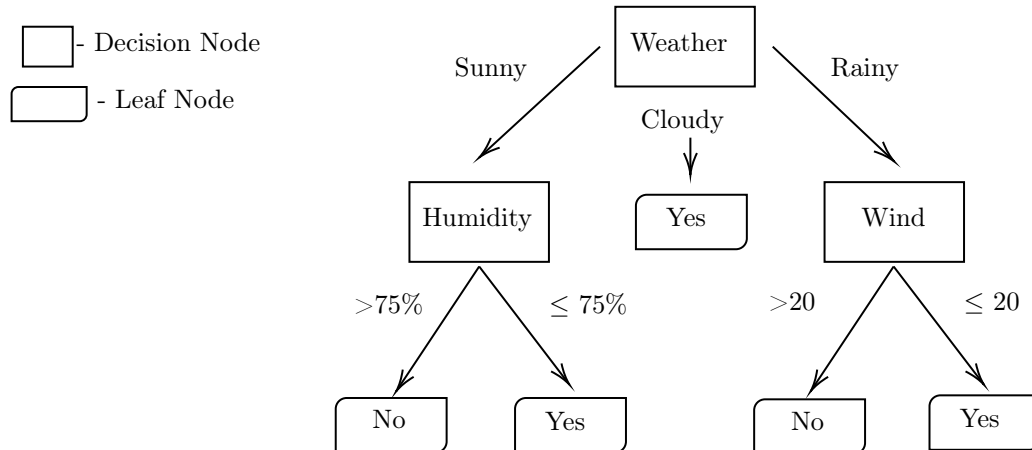 - Decision Node
- Leaf Node
Weather
Sunny
Rainy
Cloudy
Humidity
Yes
Wind
>75%
≤ 75%
>20
≤ 20
No
Yes
No
Yes